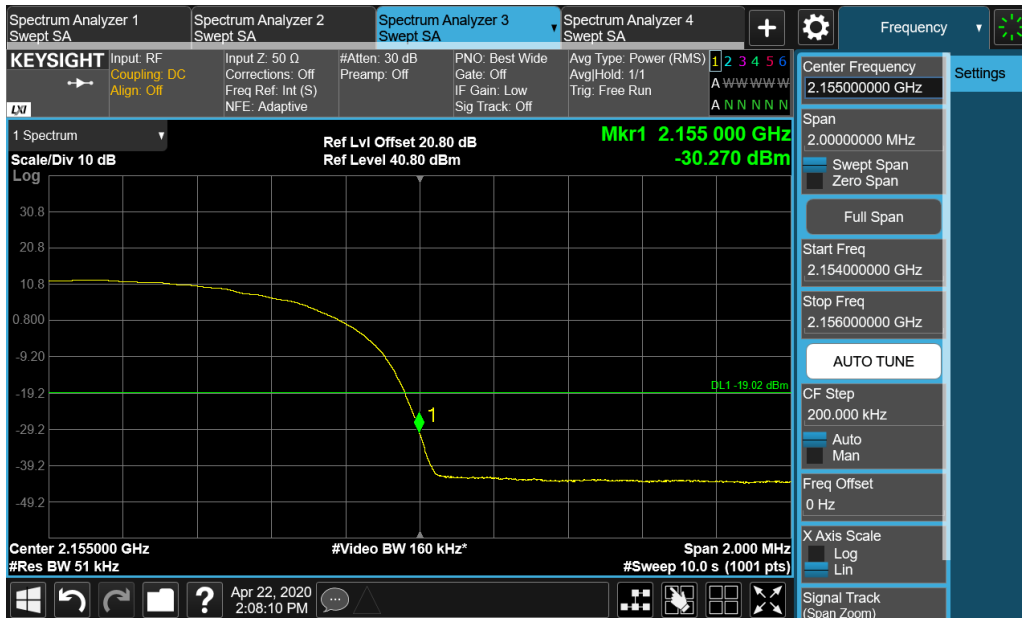 Spectrum Analyzer 1
Swept SA
Spectrum Analyzer 2
Swept SA
Spectrum Analyzer 3
Swept SA
Spectrum Analyzer 4
Swept SA
+
Frequency
KEYSIGHT
LXI
Input: RF
Coupling: DC
Align: Off
Input Z: 50 Ω
Corrections: Off
Freq Ref: Int (S)
NFE: Adaptive
#Atten: 30 dB
Preamp: Off
PNO: Best Wide
Gate: Off
IF Gain: Low
Sig Track: Off
Avg Type: Power (RMS)
Avg|Hold: 1/1
Trig: Free Run
1 2 3 4 5 6
A W W W W W
A N N N N N
1 Spectrum
Scale/Div 10 dB
Ref Lvl Offset 20.80 dB
Ref Level 40.80 dBm
Mkr1 2.155 000 GHz
-30.270 dBm
Log
30.8
20.8
10.8
0.800
-9.20
-19.2
-29.2
-39.2
-49.2
DL1 -19.02 dBm
1
Center 2.155000 GHz
#Res BW 51 kHz
#Video BW 160 kHz*
Span 2.000 MHz
#Sweep 10.0 s (1001 pts)
Center Frequency
2.155000000 GHz
Span
2.00000000 MHz
Swept Span
Zero Span
Full Span
Start Freq
2.154000000 GHz
Stop Freq
2.156000000 GHz
AUTO TUNE
CF Step
200.000 kHz
Auto
Man
Freq Offset
0 Hz
X Axis Scale
Log
Lin
Signal Track
(Span Zoom)
Settings
?
Apr 22, 2020
2:08:10 PM